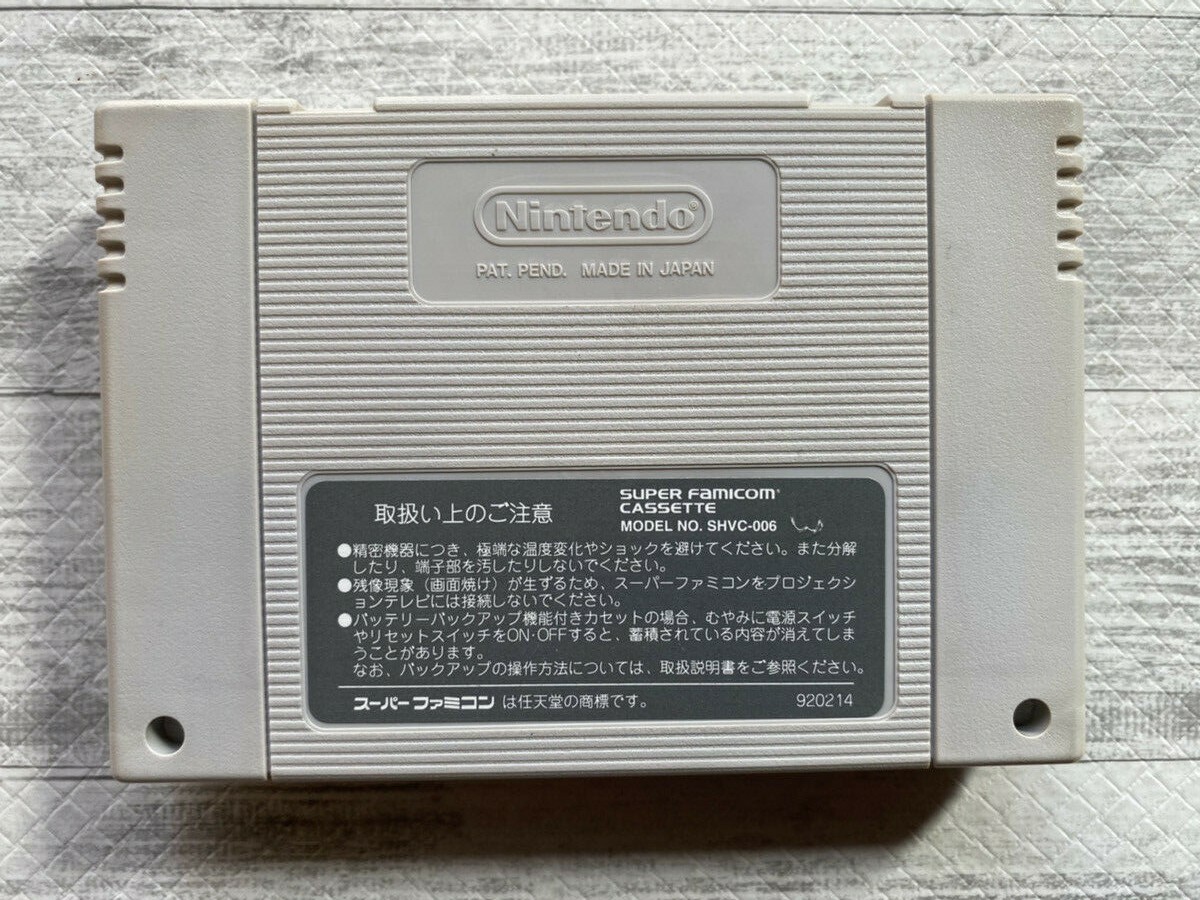 Nintendo®
PAT. PEND. MADE IN JAPAN
取扱い上のご注意
SUPER FAMICOM
CASSETTE
MODEL NO. SHVC-006
●精密機器につき、極端な温度変化やショックを避けてください。また分解
したり、端子部を汚したりしないでください。
●残像現象（画面焼け）が生ずるため、スーパーファミコンをプロジェクシ
ョンテレビには接続しないでください。
●バッテリーバックアップ機能付きカセットの場合、むやみに電源スイッチ
やリセットスイッチをON·OFFすると、蓄積されている内容が消えてしま
うことがあります。
なお、バックアップの操作方法については、取扱説明書をご参照ください。
スーパーファミコン は任天堂の商標です。
920214